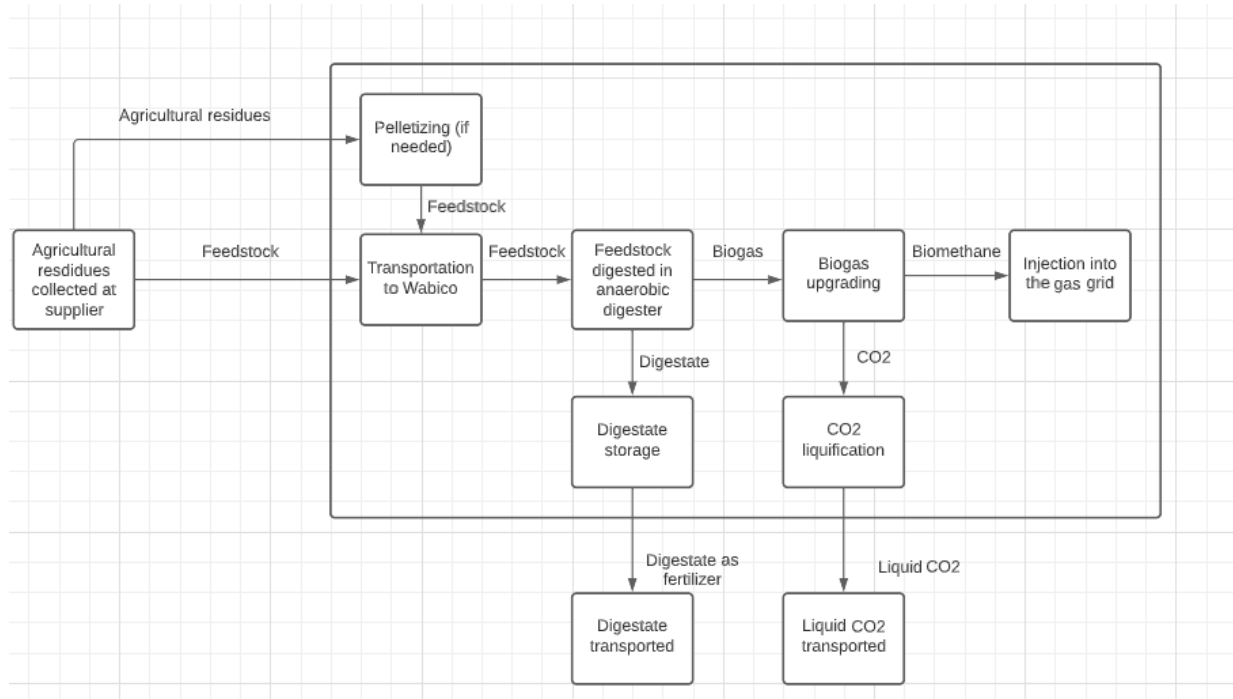 Agricultural residues
Pelletizing (if
needed)
Feedstock
Agricultural
resdidues
collected at
supplier
Feedstock
Transportation
to Wabico
Feedstock
Feedstock
digested in
anaerobic
digester
Biogas
Biogas
upgrading
Biomethane
Injection into
the gas grid
Digestate
CO2
Digestate
storage
CO2
liquification
Digestate as
fertilizer
Liquid CO2
Digestate
transported
Liquid CO2
transported